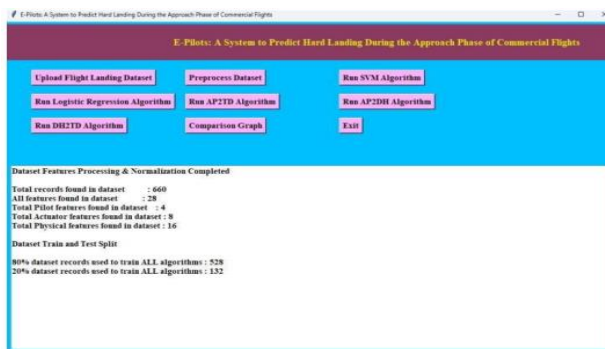 E-Pilots: A System to Predict Hard Landing During the Approach Phase of Commercial Flights
E-Pilots: A System to Predict Hard Landing During the Approach Phase of Commercial Flights
Upload Flight Landing Dataset Preprocess Dataset Run SVM Algorithm
Run Logistic Regression Algorithm Run AP2TD Algorithm Run AP2DH Algorithm
Run DH2TD Algorithm Comparison Graph Exit
Dataset Features Processing & Normalization Completed
Total records found in dataset : 660
All features found in dataset : 28
Total Pilot features found in dataset : 4
Total Actuator features found in dataset : 8
Total Physical features found in dataset : 16
Dataset Train and Test Split
80% dataset records used to train ALL algorithms : 528
20% dataset records used to train ALL algorithms : 132